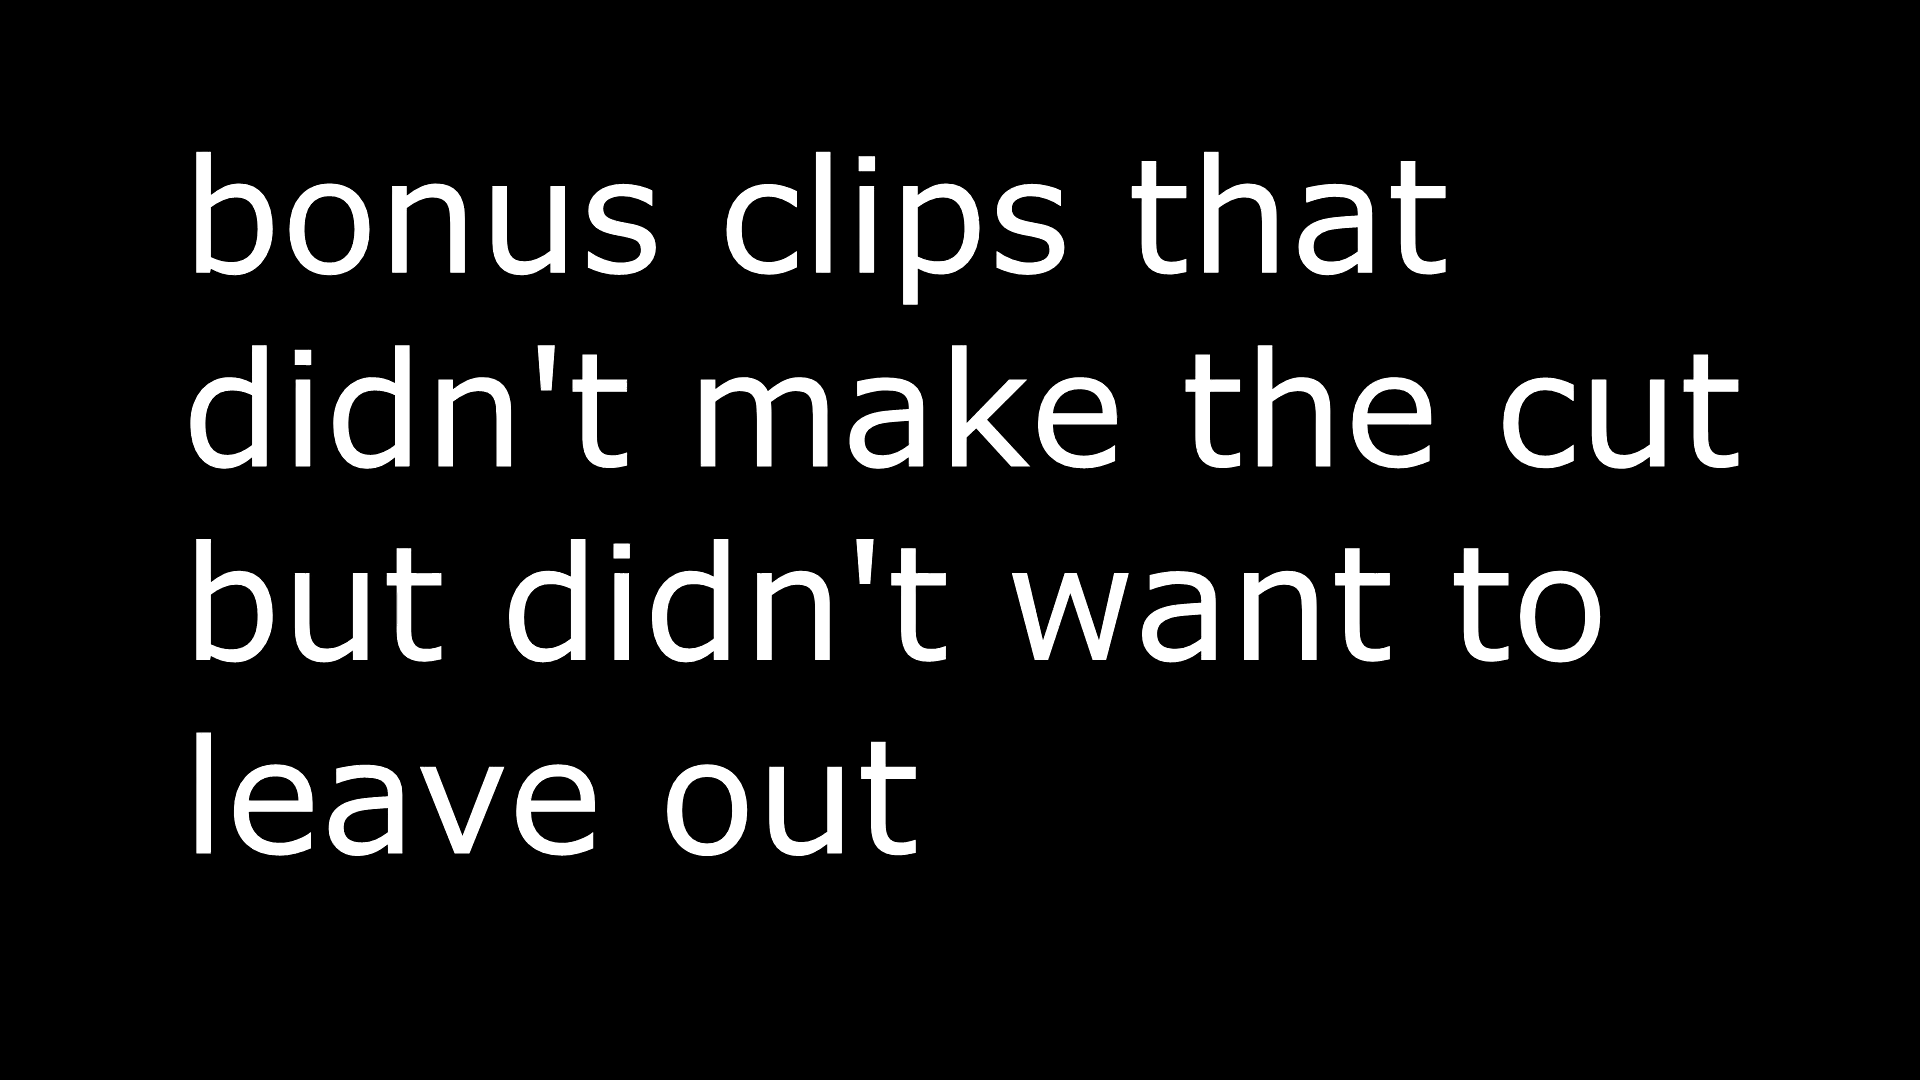 bonus clips that
didn't make the cut
but didn't want to
leave out